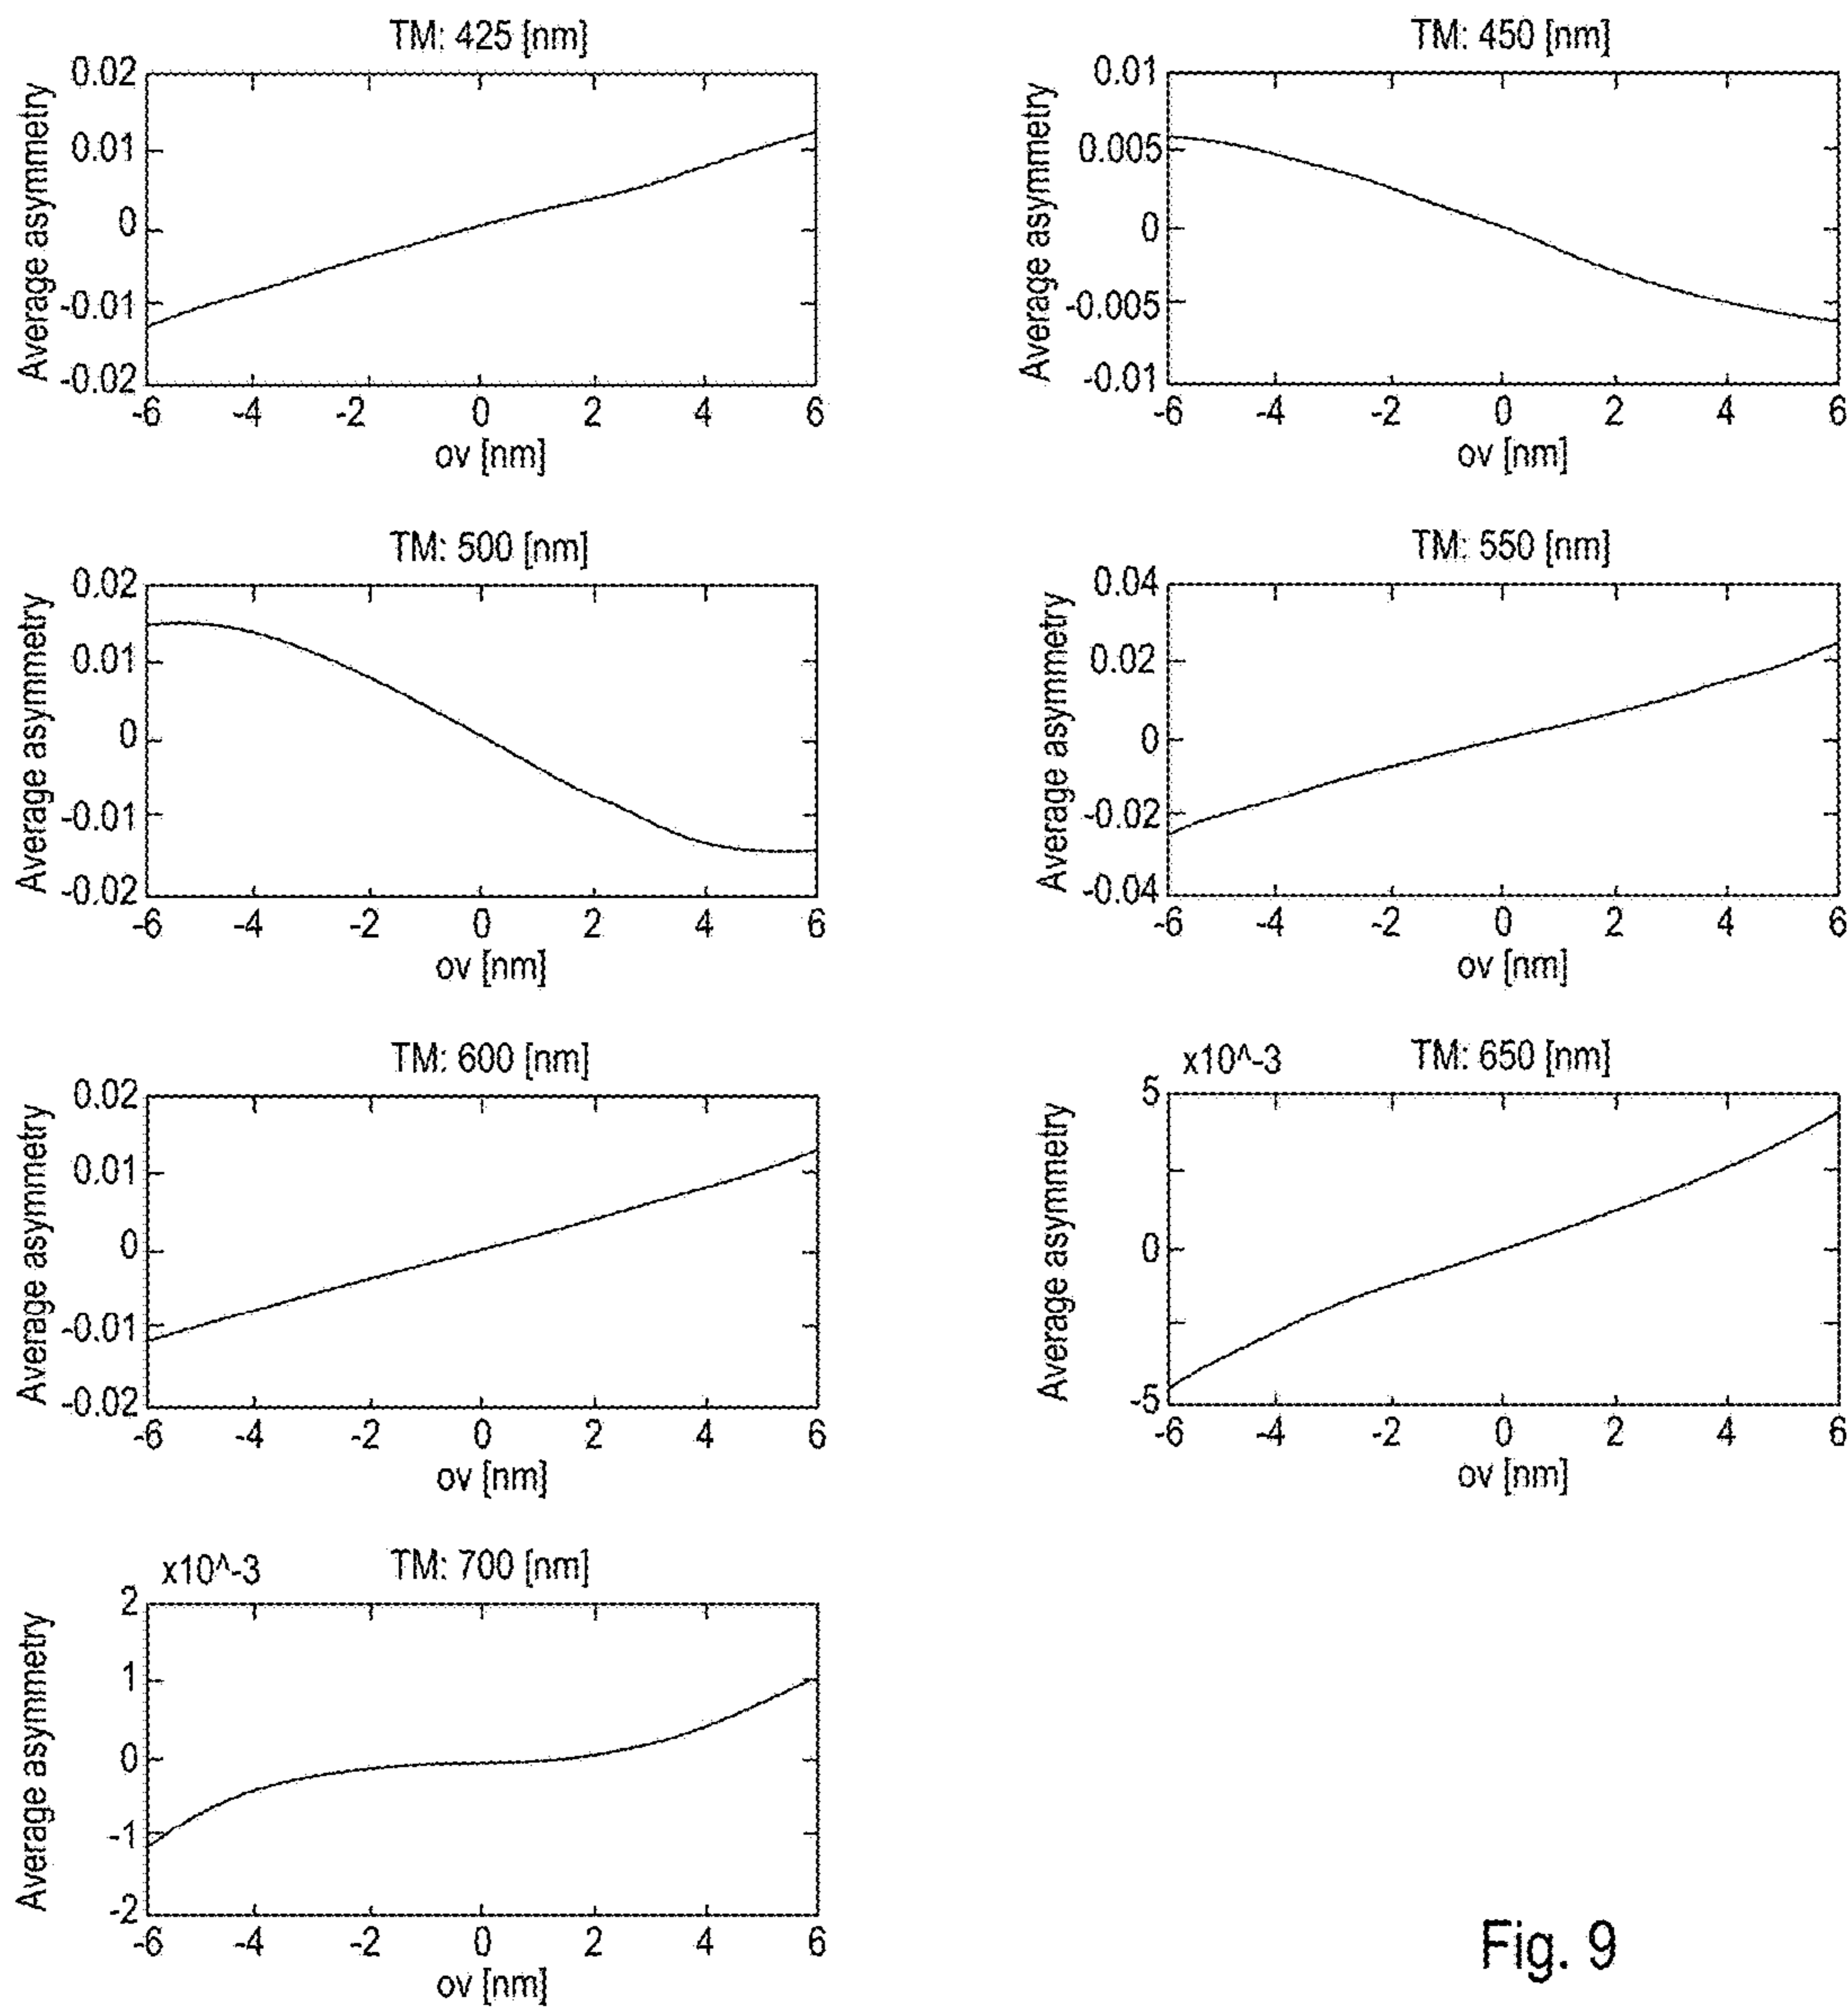 TM: 425 [nm]
Average asymmetry
0.02
0.01
0
-0.01
-0.02
-6 -4 -2 0 2 4 6
ov [nm]
TM: 450 [nm]
Average asymmetry
0.01
0.005
0
-0.005
-0.01
-6 -4 -2 0 2 4 6
ov [nm]
TM: 500 [nm]
Average asymmetry
0.02
0.01
0
-0.01
-0.02
-6 -4 -2 0 2 4 6
ov [nm]
TM: 550 [nm]
Average asymmetry
0.04
0.02
0
-0.02
-0.04
-6 -4 -2 0 2 4 6
ov [nm]
TM: 600 [nm]
Average asymmetry
0.02
0.01
0
-0.01
-0.02
-6 -4 -2 0 2 4 6
ov [nm]
x10^-3 TM: 650 [nm]
Average asymmetry
5
0
-5
-6 -4 -2 0 2 4 6
ov [nm]
x10^-3 TM: 700 [nm]
Average asymmetry
2
1
0
-1
-2
-6 -4 -2 0 2 4 6
ov [nm]
Fig. 9